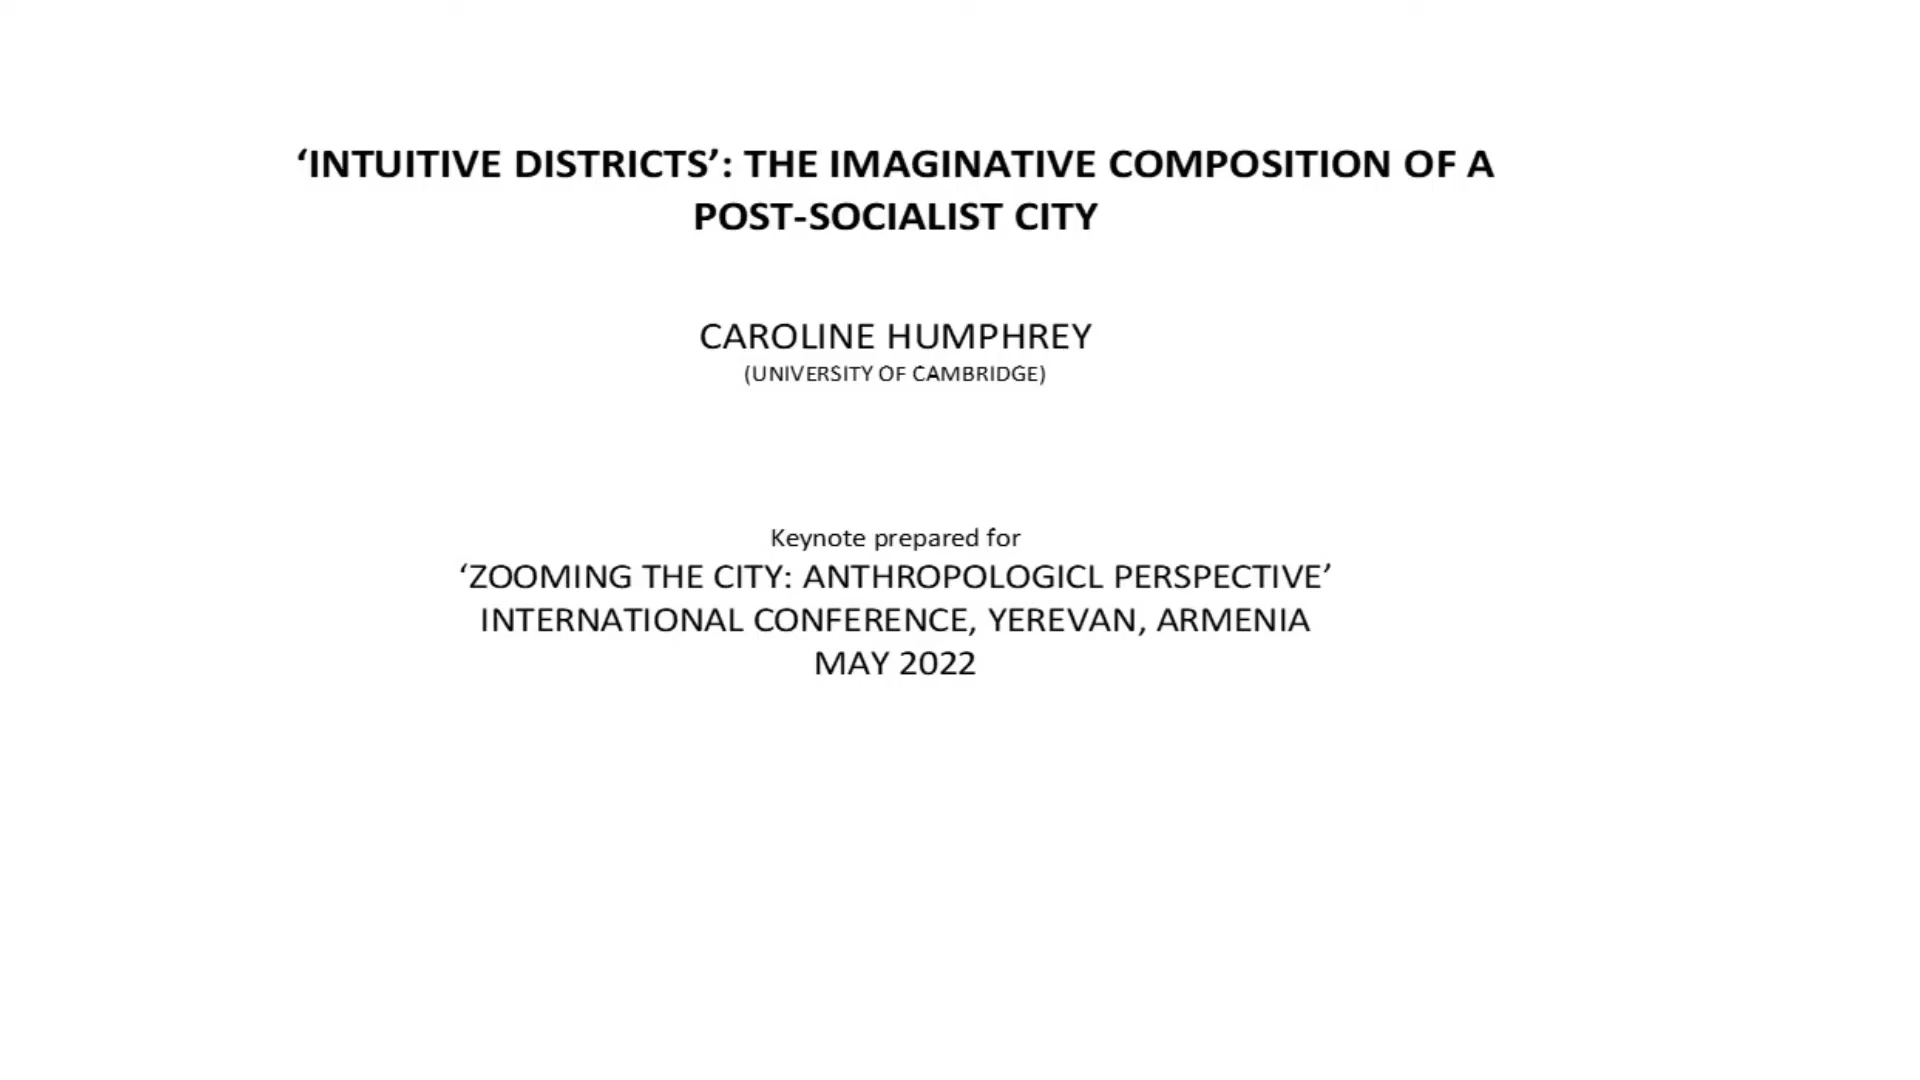 ‘INTUITIVE DISTRICTS’: THE IMAGINATIVE COMPOSITION OF A
POST-SOCIALIST CITY
CAROLINE HUMPHREY
(UNIVERSITY OF CAMBRIDGE)
Keynote prepared for
‘ZOOMING THE CITY: ANTHROPOLOGICL PERSPECTIVE’
INTERNATIONAL CONFERENCE, YEREVAN, ARMENIA
MAY 2022